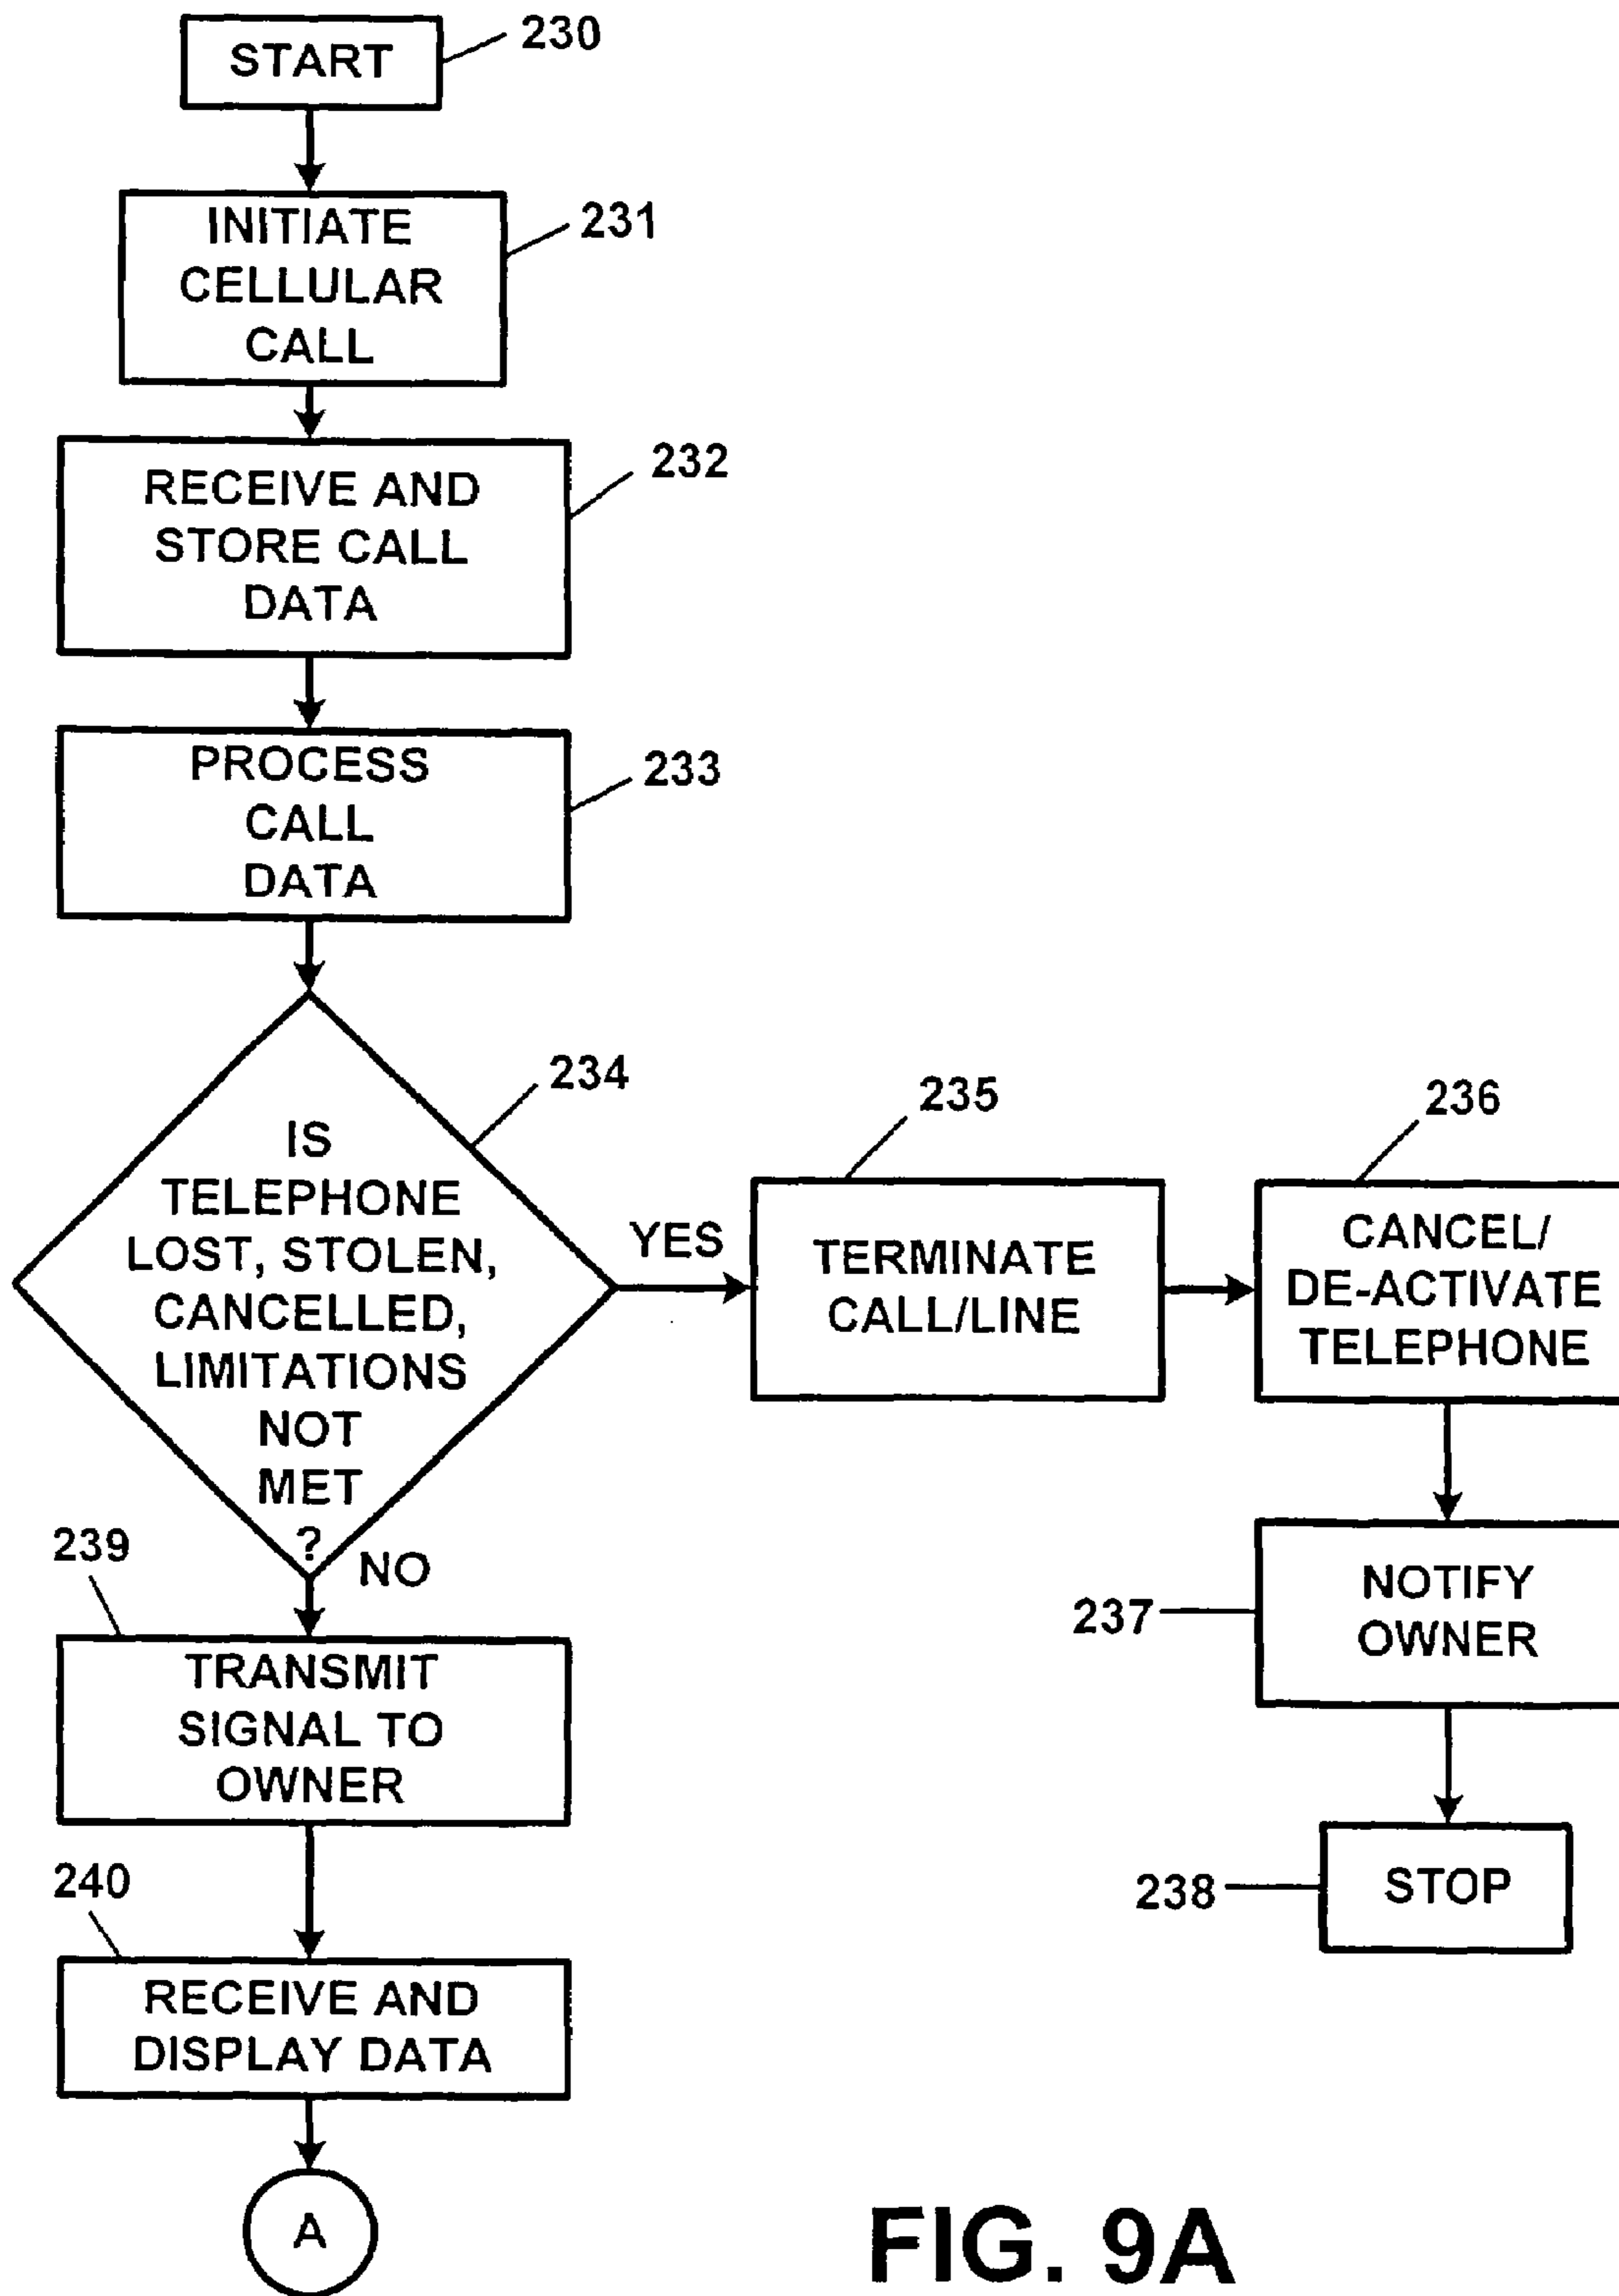 START
230
INITIATE
CELLULAR
CALL
231
RECEIVE AND
STORE CALL
DATA
232
PROCESS
CALL
DATA
233
IS
TELEPHONE
LOST, STOLEN,
CANCELLED,
LIMITATIONS
NOT
MET
?
234
YES
235
TERMINATE
CALL/LINE
236
CANCEL/
DE-ACTIVATE
TELEPHONE
237
NOTIFY
OWNER
238
STOP
NO
239
TRANSMIT
SIGNAL TO
OWNER
240
RECEIVE AND
DISPLAY DATA
A
FIG. 9A